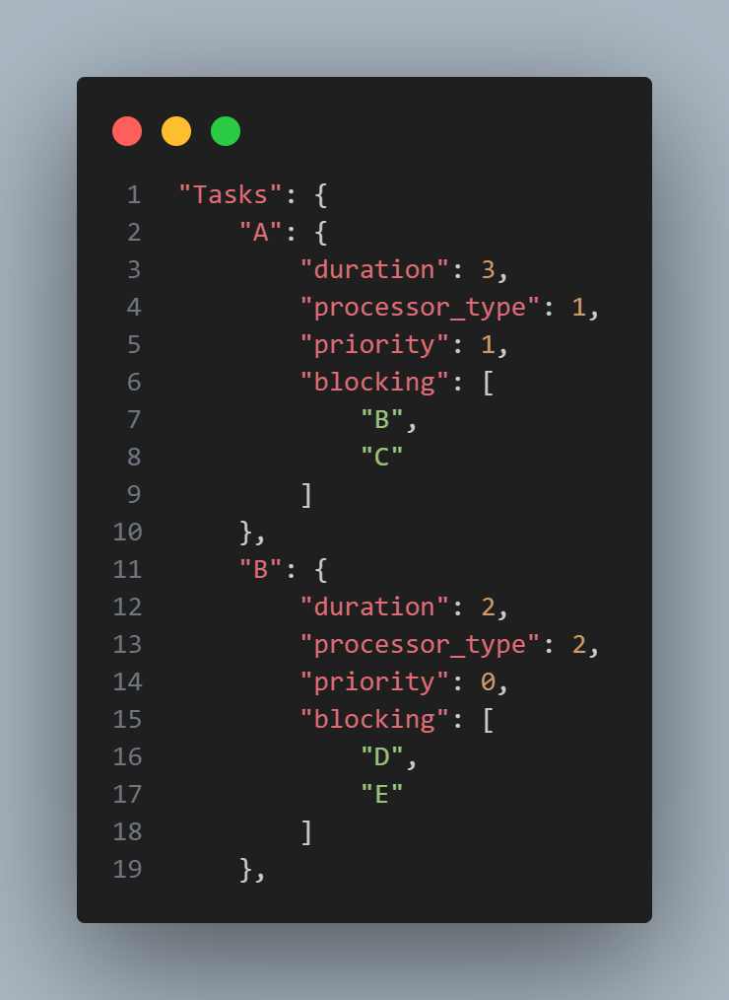 1 "Tasks": {
2     "A": {
3         "duration": 3,
4         "processor_type": 1,
5         "priority": 1,
6         "blocking": [
7             "B",
8             "C"
9         ]
10     },
11     "B": {
12         "duration": 2,
13         "processor_type": 2,
14         "priority": 0,
15         "blocking": [
16             "D",
17             "E"
18         ]
19     },